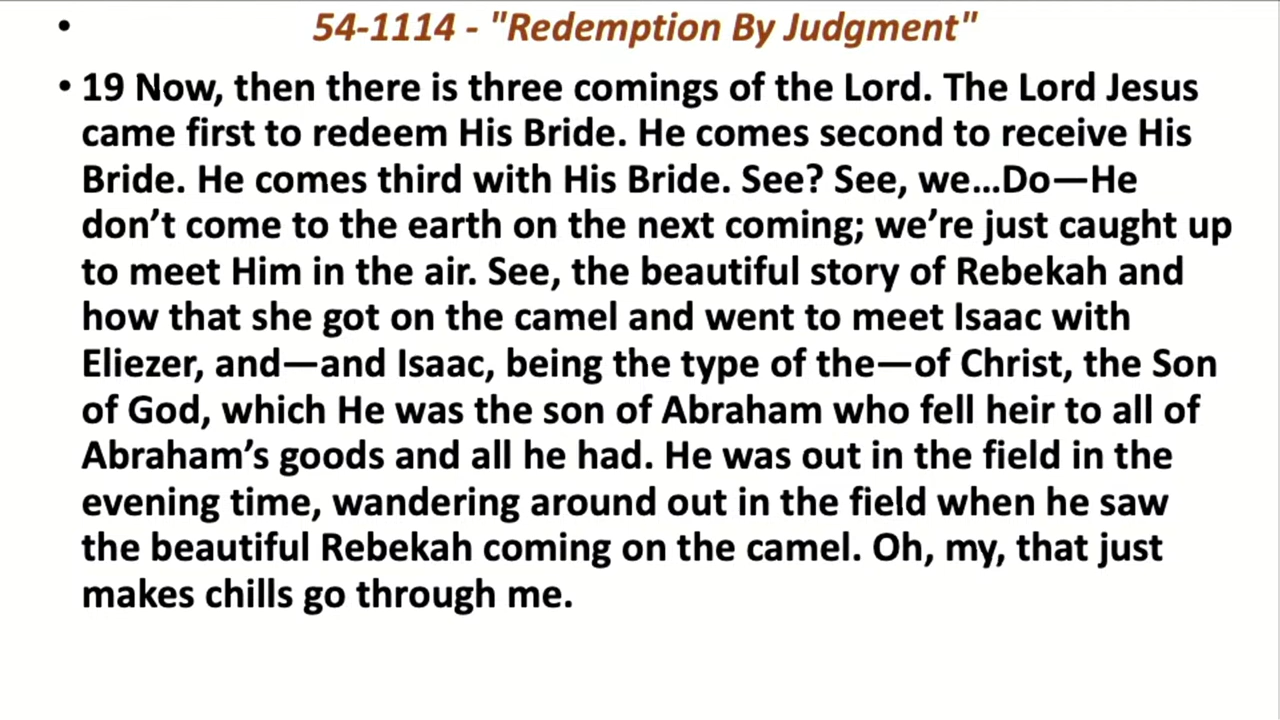 • 54-1114 - "Redemption By Judgment"
• 19 Now, then there is three comings of the Lord. The Lord Jesus
came first to redeem His Bride. He comes second to receive His
Bride. He comes third with His Bride. See? See, we…Do—He
don’t come to the earth on the next coming; we’re just caught up
to meet Him in the air. See, the beautiful story of Rebekah and
how that she got on the camel and went to meet Isaac with
Eliezer, and—and Isaac, being the type of the—of Christ, the Son
of God, which He was the son of Abraham who fell heir to all of
Abraham’s goods and all he had. He was out in the field in the
evening time, wandering around out in the field when he saw
the beautiful Rebekah coming on the camel. Oh, my, that just
makes chills go through me.